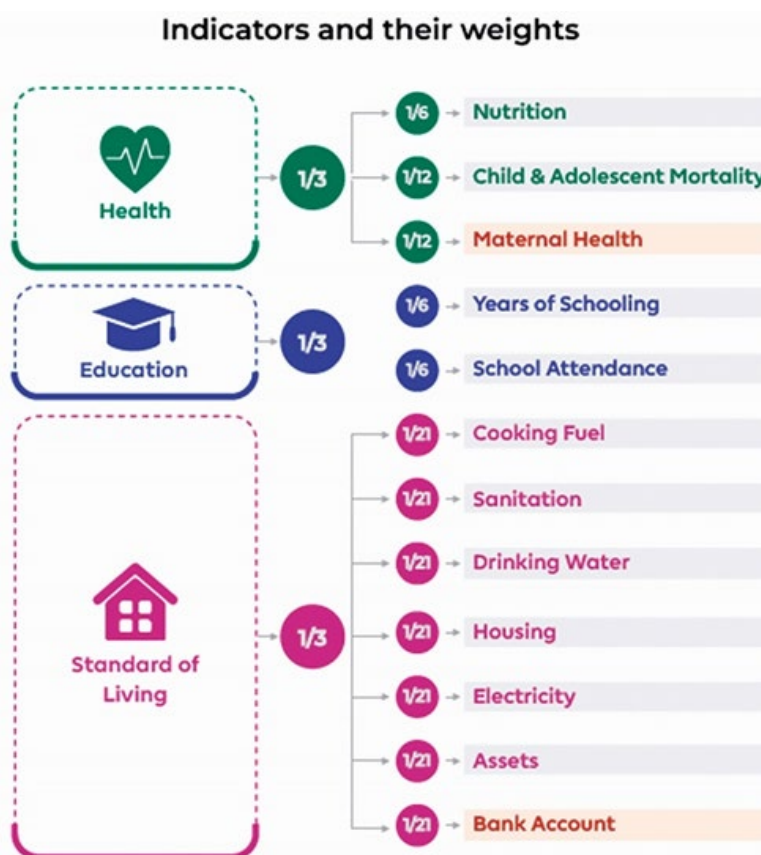 Indicators and their weights
Health
1/3
1/6
Nutrition
1/12
Child & Adolescent Mortality
1/12
Maternal Health
Education
1/3
1/6
Years of Schooling
1/6
School Attendance
Standard of
Living
1/3
1/21
Cooking Fuel
1/21
Sanitation
1/21
Drinking Water
1/21
Housing
1/21
Electricity
1/21
Assets
1/21
Bank Account